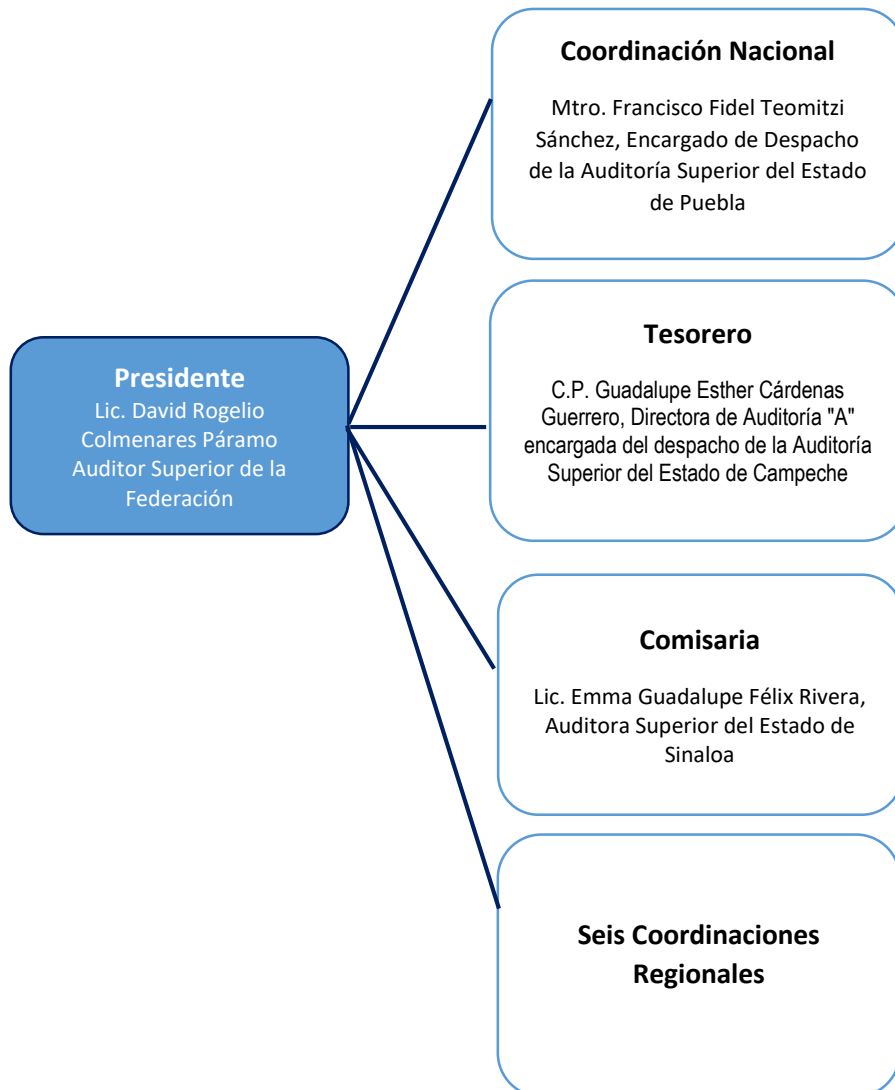 Coordinación Nacional
Mtro. Francisco Fidel Teomitzi
Sánchez, Encargado de Despacho
de la Auditoría Superior del Estado
de Puebla
Presidente
Lic. David Rogelio
Colmenares Páramo
Auditor Superior de la
Federación
Tesorero
C.P. Guadalupe Esther Cárdenas
Guerrero, Directora de Auditoría "A"
encargada del despacho de la Auditoría
Superior del Estado de Campeche
Comisaria
Lic. Emma Guadalupe Félix Rivera,
Auditora Superior del Estado de
Sinaloa
Seis Coordinaciones
Regionales